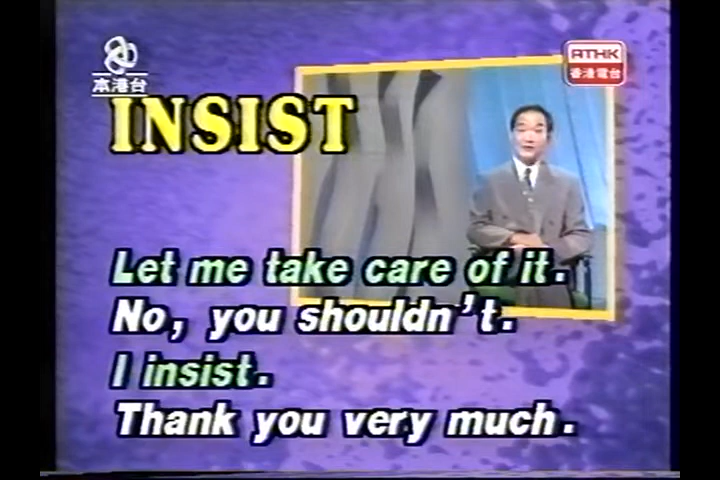 本港台
RTHK
香港電台
INSIST
Let me take care of it.
No, you shouldn't.
I insist.
Thank you very much.